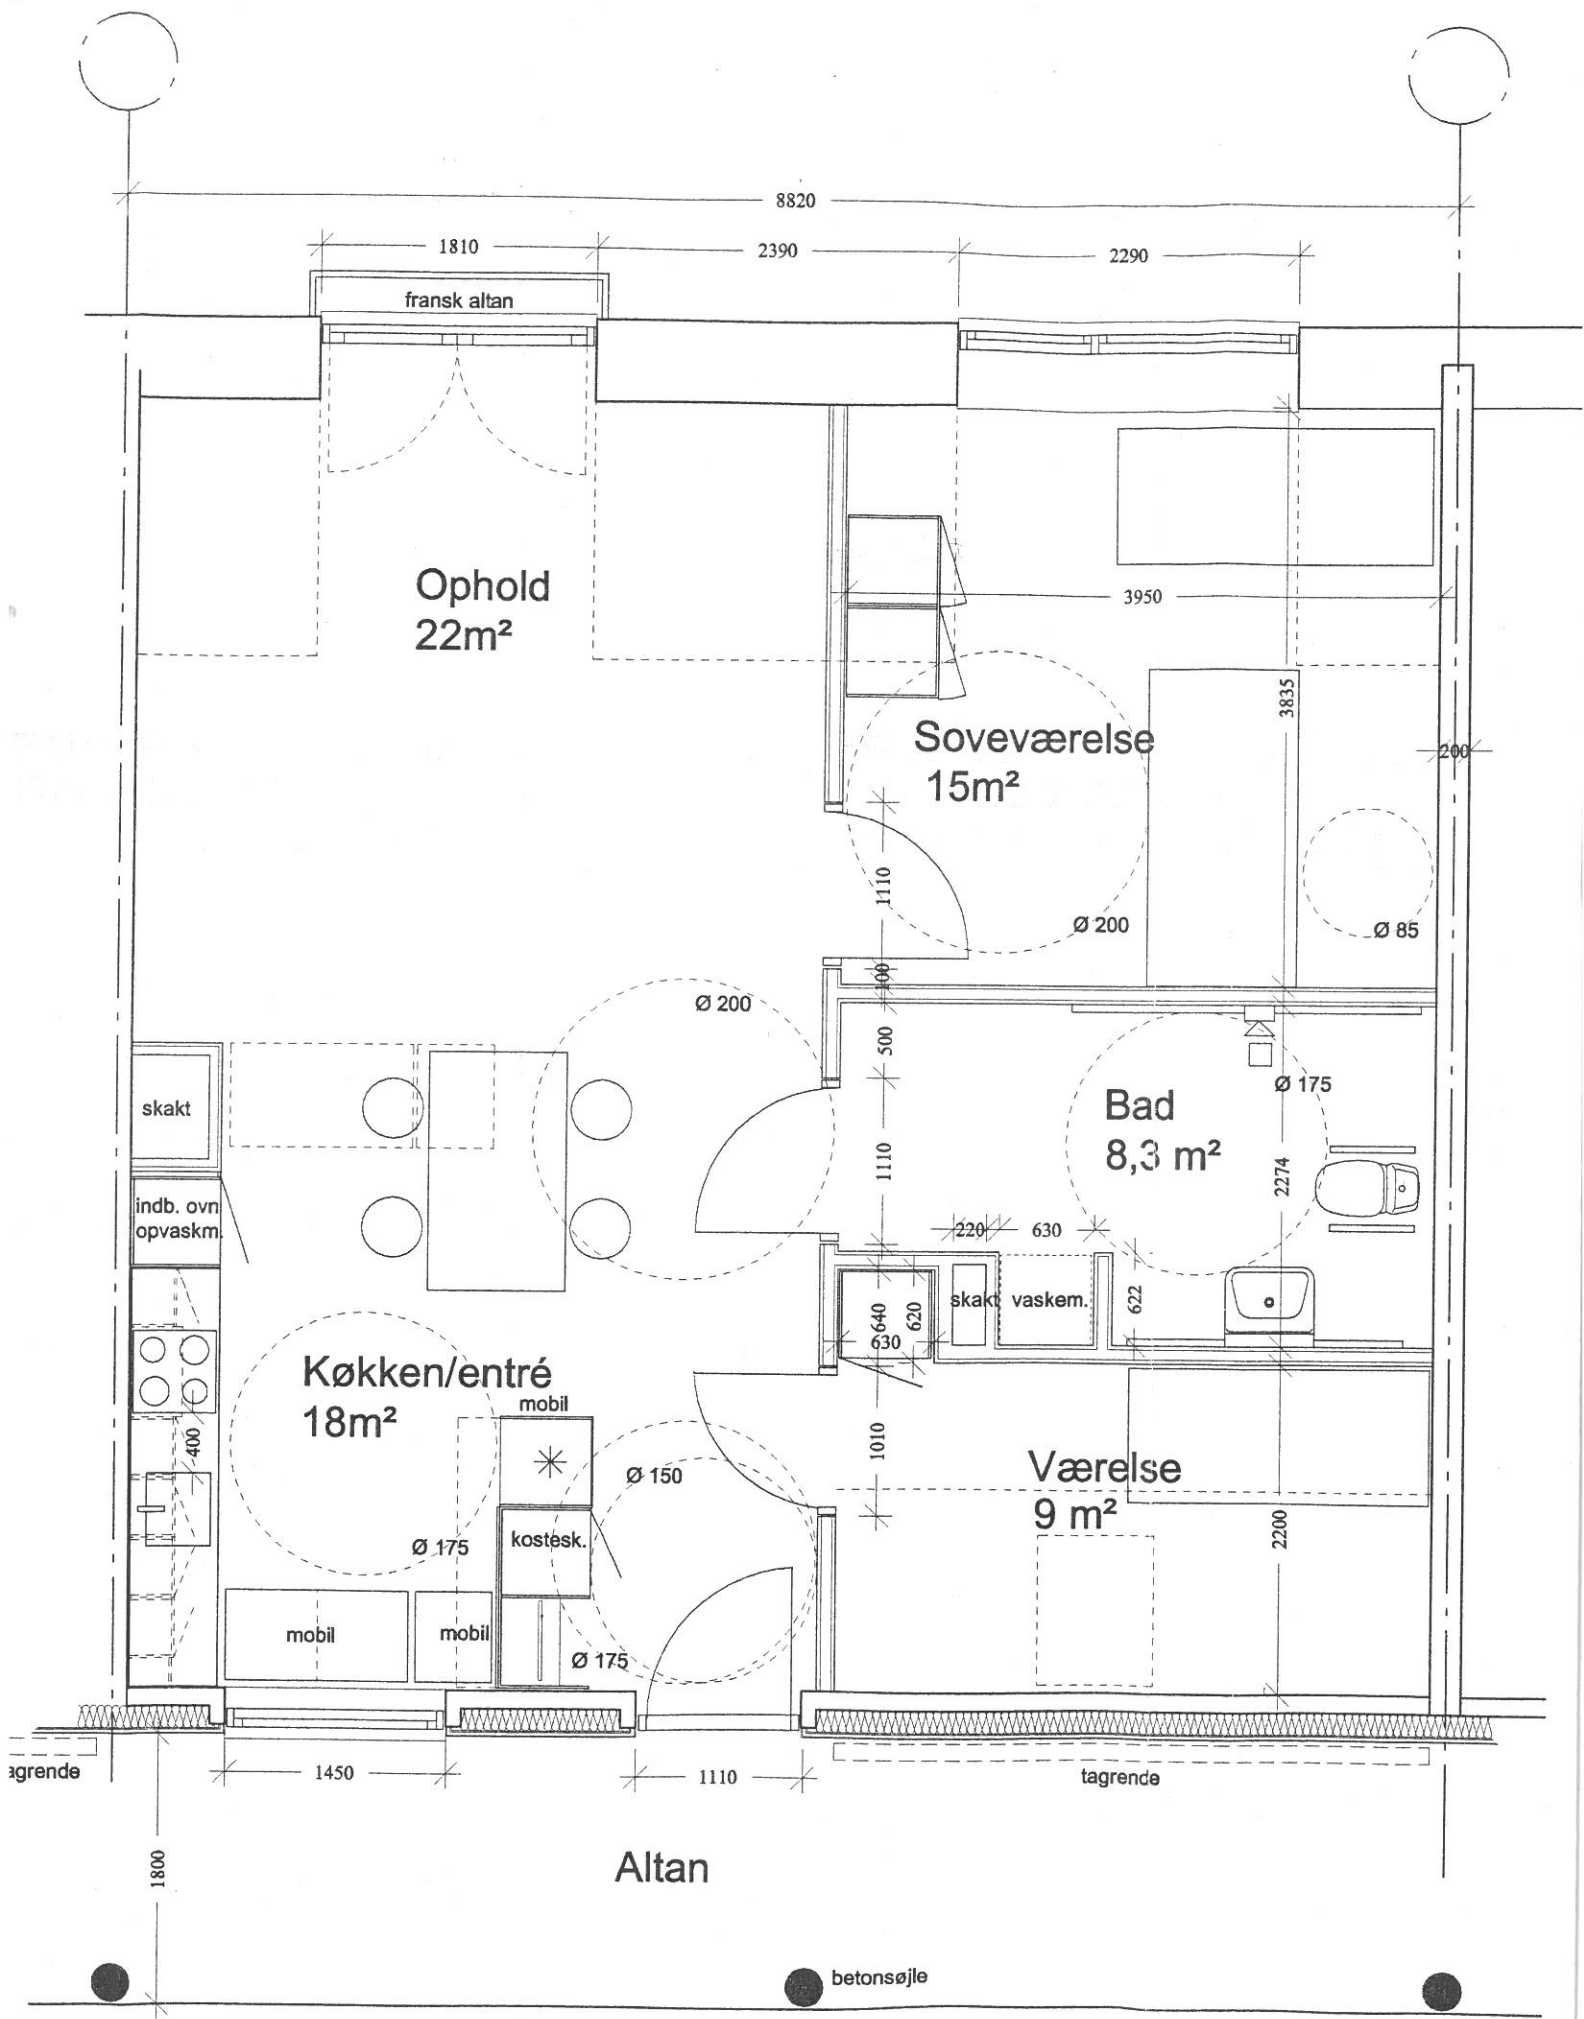 8820
1810
2390
2290
fransk altan
Ophold
22m²
3950
3835
Soveværelse
15m²
200
1110
Ø 200
Ø 85
100
Ø 200
500
Ø 175
skakt
Bad
8,3 m²
1110
2274
indb. ovn
opvaskm.
220
630
skakt
vaskem.
622
640
620
630
Køkken/entré
18m²
mobil
400
1010
Ø 150
Værelse
9 m²
2200
kostesk.
Ø 175
mobil
mobil
Ø 175
1450
1110
agrende
tagrende
1800
Altan
betonsøjle